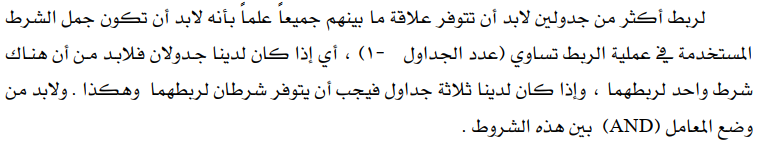 لربط أكثر من جدولين لابد أن تتوفر علاقة ما بينهم جميعاً علماً بأنه لابد أن تكون جمل الشرط
المستخدمة في عملية الربط تساوي (عدد الجداول -١) ، أي إذا كان لدينا جدولان فلابد من أن هناك
شرط واحد لربطهما ، وإذا كان لدينا ثلاثة جداول فيجب أن يتوفر شرطان لربطهما وهكذا . ولابد من
وضع المعامل (AND) بين هذه الشروط .